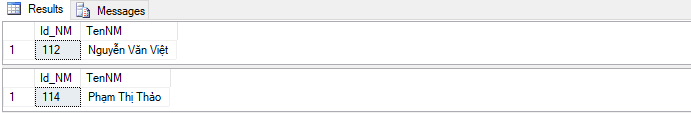 Results Messages
Id_NM TenNM
1 112 Nguyễn Văn Việt
Id_NM TenNM
1 114 Phạm Thị Thảo